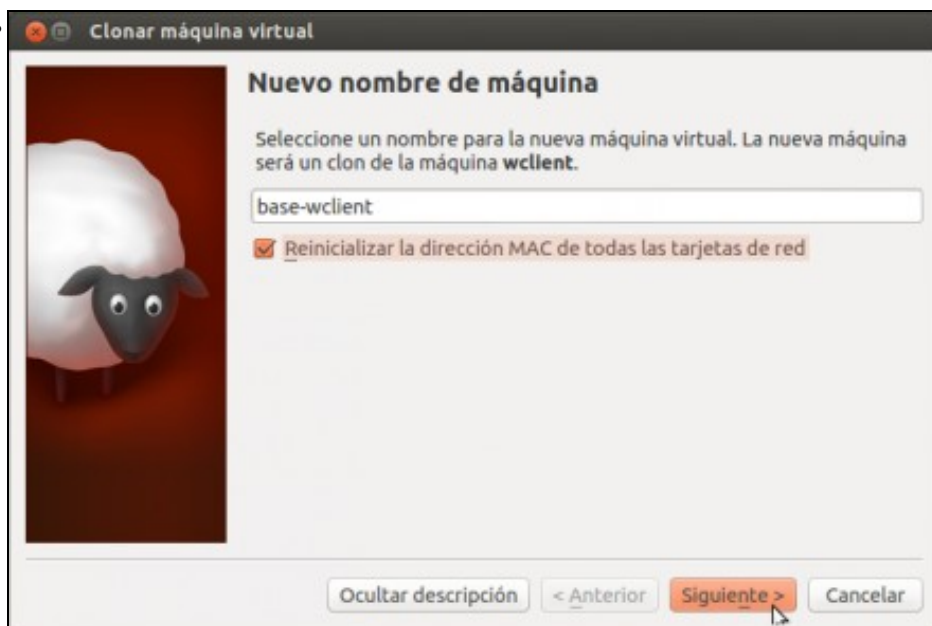 Clonar máquina virtual
Nuevo nombre de máquina
Seleccione un nombre para la nueva máquina virtual. La nueva máquina
será un clon de la máquina wclient.
base-wclient
Reinicializar la dirección MAC de todas las tarjetas de red
Ocultar descripción < Anterior Siguiente > Cancelar